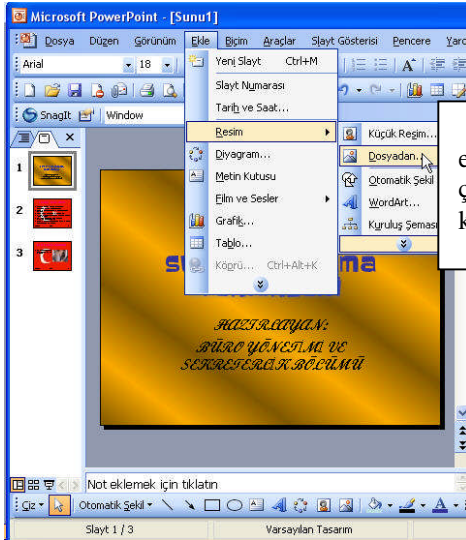 Microsoft PowerPoint - [Sunu1]
Dosya Düzen Görünüm Ekle Biçim Araçlar Slayt Gösterisi Pencere Yarc
Arial 18
SnagIt Window
Yeni Slayt Ctrl+M
Slayt Numarası
Tarih ve Saat...
Resim
Diyagram...
Metin Kutusu
Film ve Sesler
Grafik...
Tablo...
Köprü... Ctrl+Alt+K
Küçük Resim...
Dosyadan...
Otomatik Şekil
WordArt...
Kuruluş Şeması
e
ç
k
1
2
3
HAZIRLAYAN:
BÜRO YÖNETİMİ VE
SEKRETERLİK BÖLÜMÜ
Not eklemek için tıklatın
Çiz Otomatik Şekil
Slayt 1 / 3 Varsayılan Tasarım